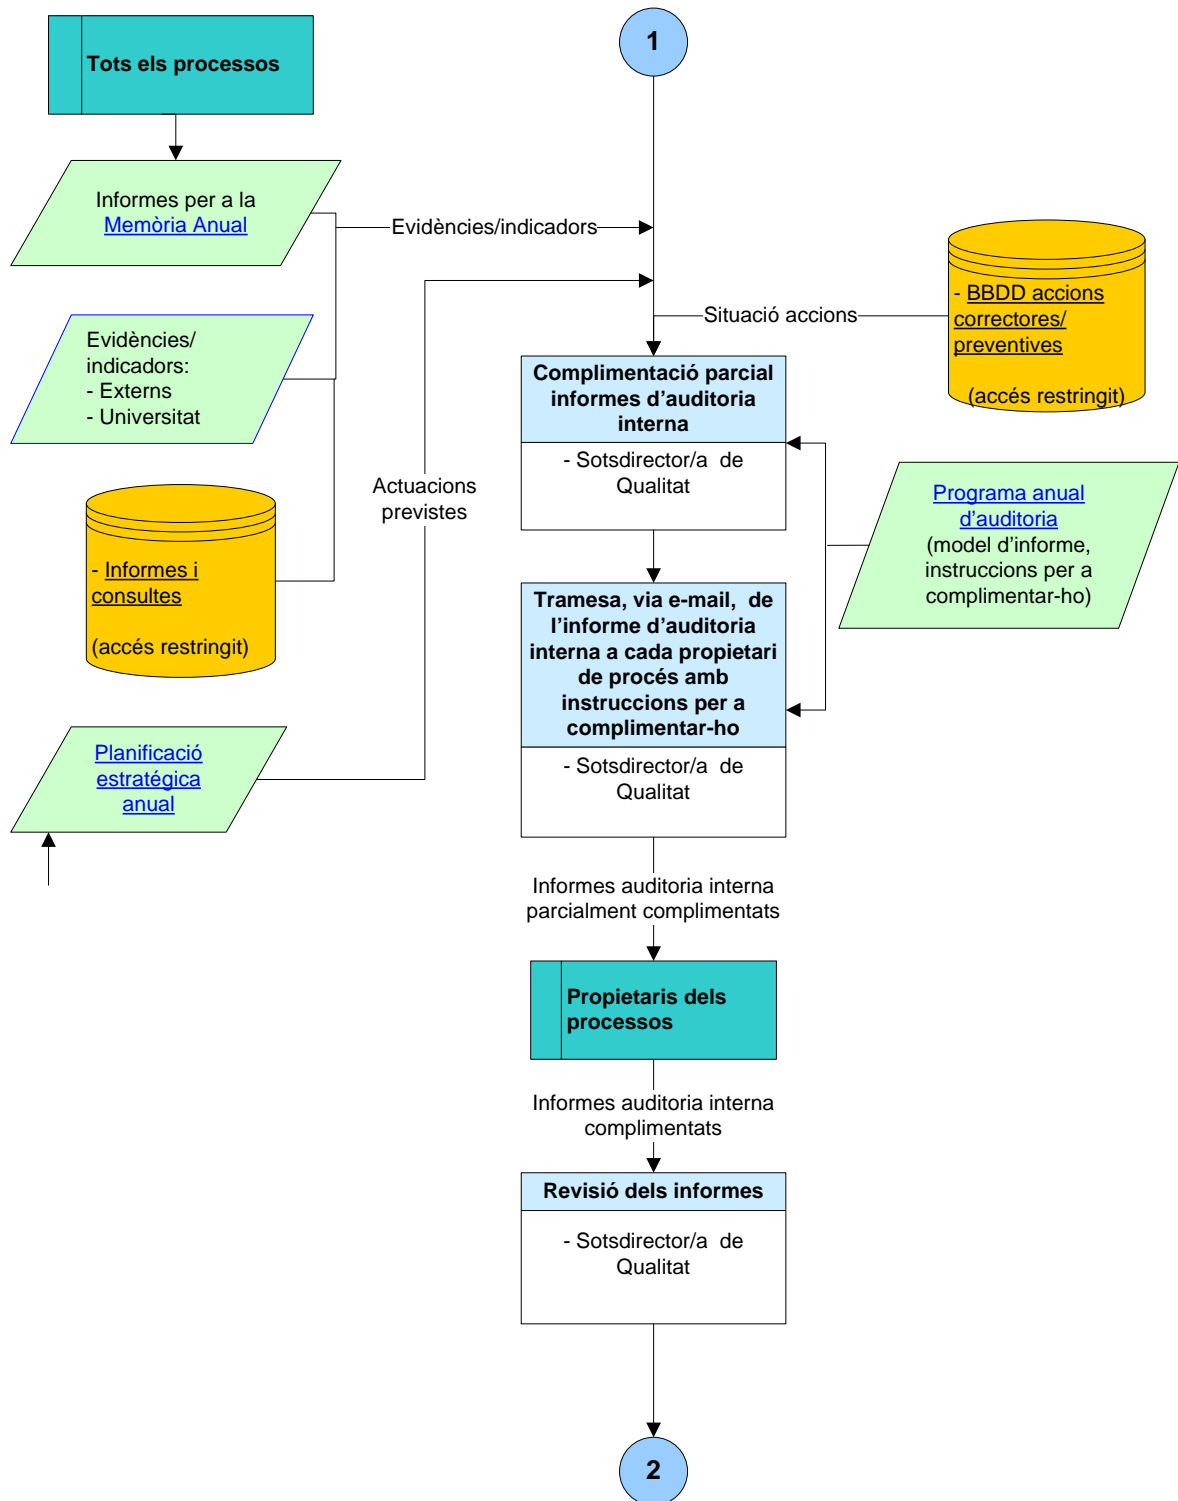 1
Tots els processos
Informes per a la
Memòria Anual
Evidències/indicadors
Evidències/
indicadors:
- Externs
- Universitat
Situació accions
- BBDD accions
correctores/
preventives
(accés restringit)
Complimentació parcial
informes d’auditoria
interna
- Sotsdirector/a de
Qualitat
Actuacions
previstes
Programa anual
d’auditoria
(model d’informe,
instruccions per a
complimentar-ho)
- Informes i
consultes
(accés restringit)
Tramesa, via e-mail, de
l’informe d’auditoria
interna a cada propietari
de procés amb
instruccions per a
complimentar-ho
- Sotsdirector/a de
Qualitat
Planificació
estratégica
anual
Informes auditoria interna
parcialment complimentats
Propietaris dels
processos
Informes auditoria interna
complimentats
Revisió dels informes
- Sotsdirector/a de
Qualitat
2